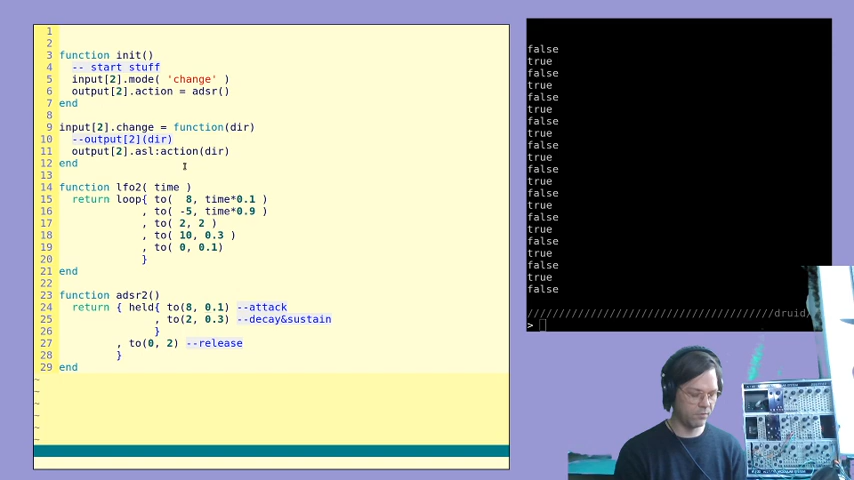 1
2
3 function init()
4 -- start stuff
5 input[2].mode( 'change' )
6 output[2].action = adsr()
7 end
8
9 input[2].change = function(dir)
10 --output[2](dir)
11 output[2].asl:action(dir)
12 end
13
14 function lfo2( time )
15 return loop{ to( 8, time*0.1 )
16 , to( -5, time*0.9 )
17 , to( 2, 2 )
18 , to( 10, 0.3 )
19 , to( 0, 0.1)
20 }
21 end
22
23 function adsr2()
24 return { held{ to(8, 0.1) --attack
25 , to(2, 0.3) --decay&sustain
26 }
27 , to(0, 2) --release
28 }
29 end
~
~
~
~
~
~
false
true
false
true
false
true
false
true
false
true
false
true
false
true
false
true
false
true
false
true
false
/////////////////////////////////////////druid/
>